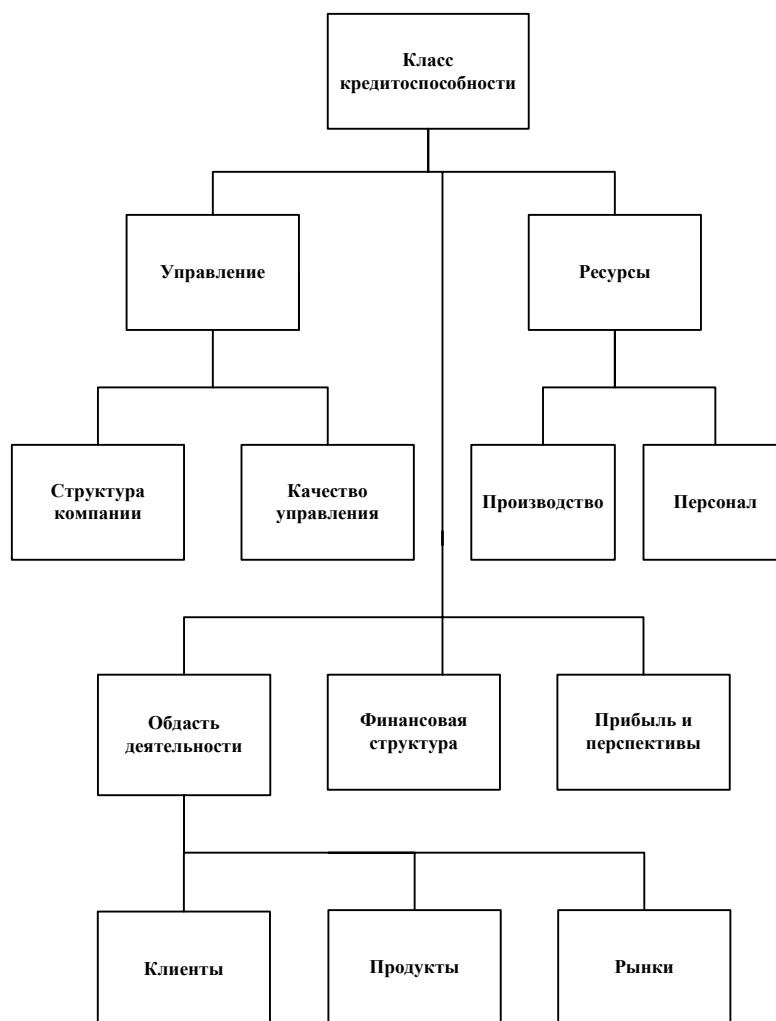 Класс
кредитоспособности
Управление
Ресурсы
Структура
компании
Качество
управления
Производство
Персонал
Обдасть
деятельности
Финансовая
структура
Прибыль и
перспективы
Клиенты
Продукты
Рынки